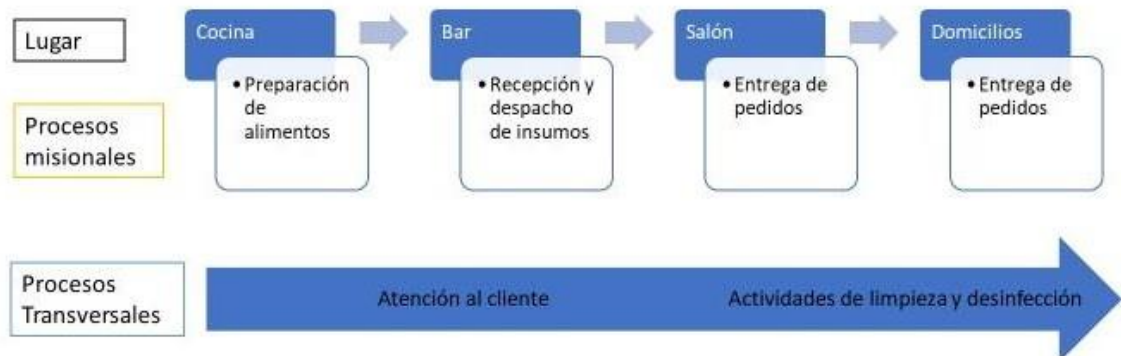 Lugar
Cocina
Bar
Salón
Domicilios
• Preparación
de
alimentos
• Recepción y
despacho
de insumos
• Entrega de
pedidos
• Entrega de
pedidos
Procesos
misionales
Procesos
Transversales
Atención al cliente
Actividades de limpieza y desinfección